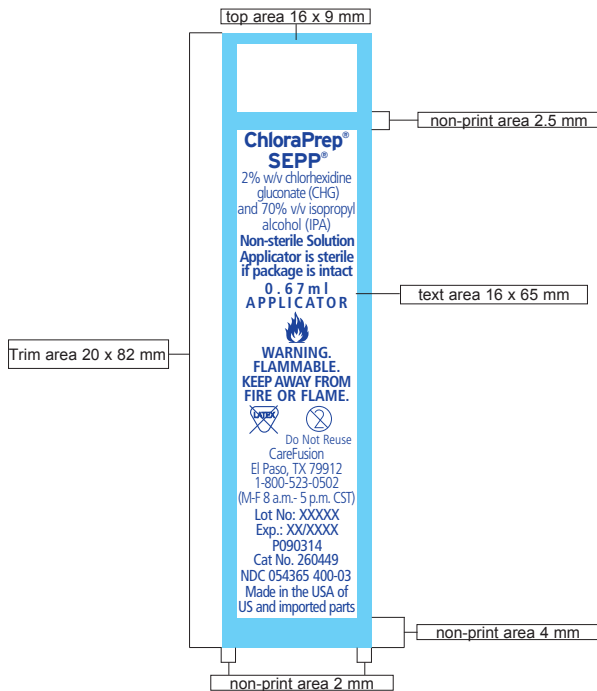 top area 16 x 9 mm
non-print area 2.5 mm
ChloraPrep®
SEPP®
2% w/v chlorhexidine
gluconate (CHG)
and 70% v/v isopropyl
alcohol (IPA)
Non-sterile Solution
Applicator is sterile
if package is intact
0.67ml
APPLICATOR
text area 16 x 65 mm
Trim area 20 x 82 mm
WARNING.
FLAMMABLE.
KEEP AWAY FROM
FIRE OR FLAME.
LATEX
2
Do Not Reuse
CareFusion
El Paso, TX 79912
1-800-523-0502
(M-F 8 a.m.- 5 p.m. CST)
Lot No: XXXXX
Exp.: XX/XXXX
P090314
Cat No. 260449
NDC 054365 400-03
Made in the USA of
US and imported parts
non-print area 4 mm
non-print area 2 mm